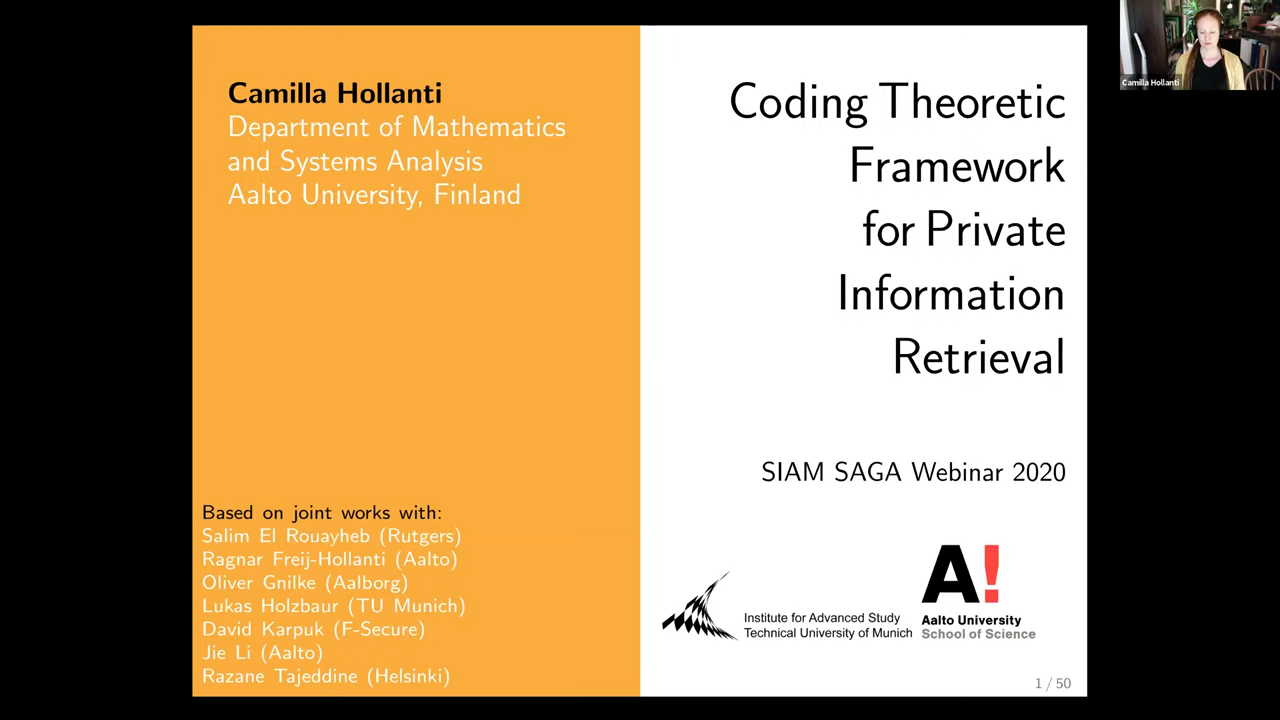 Camilla Hollanti
Department of Mathematics
and Systems Analysis
Aalto University, Finland
Based on joint works with:
Salim El Rouayheb (Rutgers)
Ragnar Freij-Hollanti (Aalto)
Oliver Gnilke (Aalborg)
Lukas Holzbaur (TU Munich)
David Karpuk (F-Secure)
Jie Li (Aalto)
Razane Tajeddine (Helsinki)
Coding Theoretic
Framework
for Private
Information
Retrieval
SIAM SAGA Webinar 2020
Institute for Advanced Study
Technical University of Munich
A!
Aalto University
School of Science
1 / 50
Camilla Hollanti